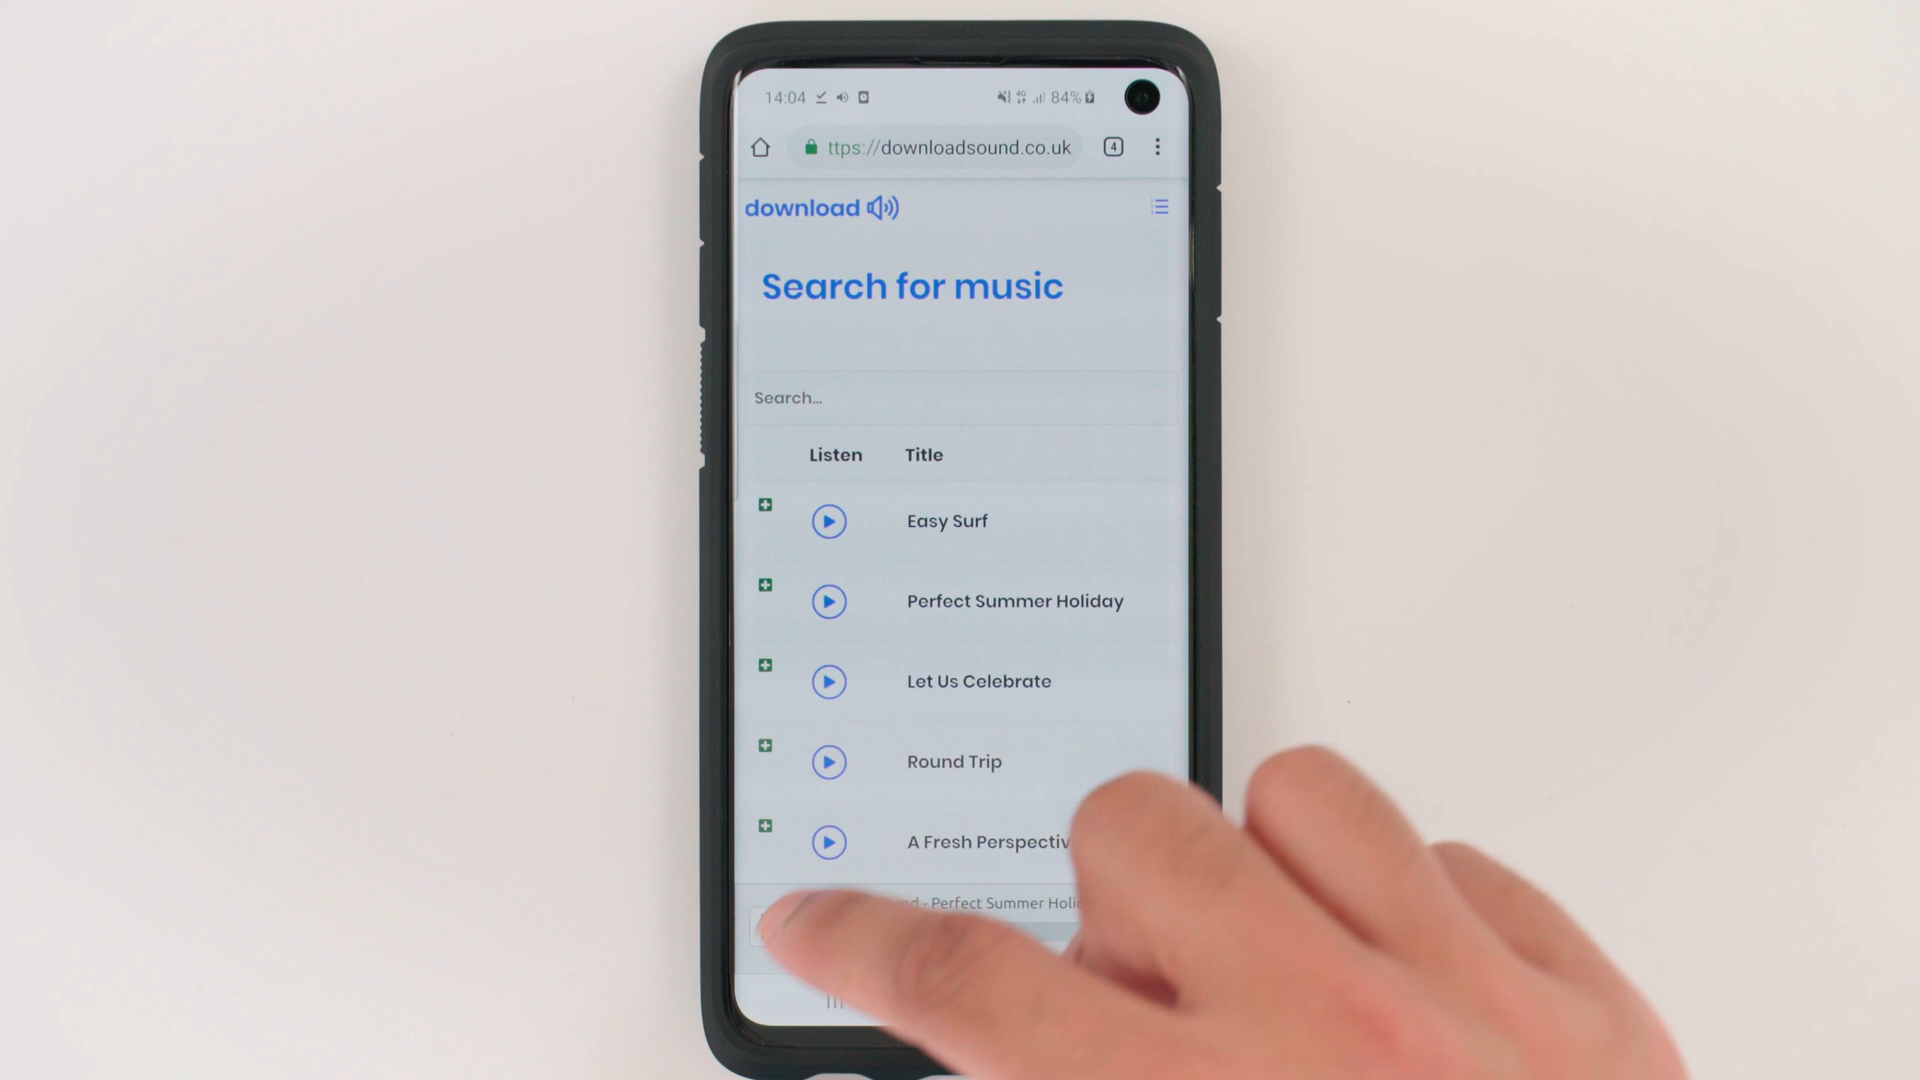 14:04 84%
ttps://downloadsound.co.uk 4
download
Search for music
Search...
Listen Title
Easy Surf
Perfect Summer Holiday
Let Us Celebrate
Round Trip
A Fresh Perspectiv
- Perfect Summer Holi